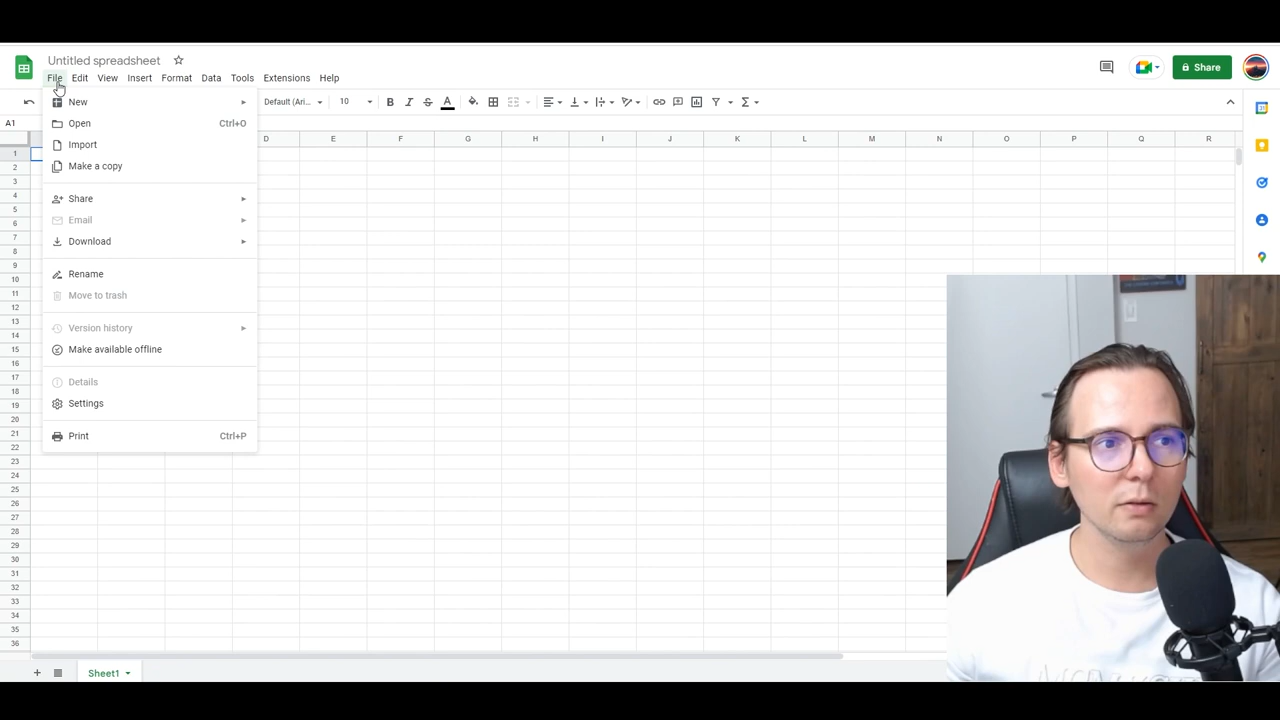 Untitled spreadsheet
File Edit View Insert Format Data Tools Extensions Help
Share
Default (Ari... 10 B I S A
A1
D E F G H I J K L M N O P Q R
New
Open Ctrl+O
Import
Make a copy
Share
Email
Download
Rename
Move to trash
Version history
Make available offline
Details
Settings
Print Ctrl+P
1
2
3
4
5
6
7
8
9
10
11
12
13
14
15
16
17
18
19
20
21
22
23
24
25
26
27
28
29
30
31
32
33
34
35
36
Sheet1